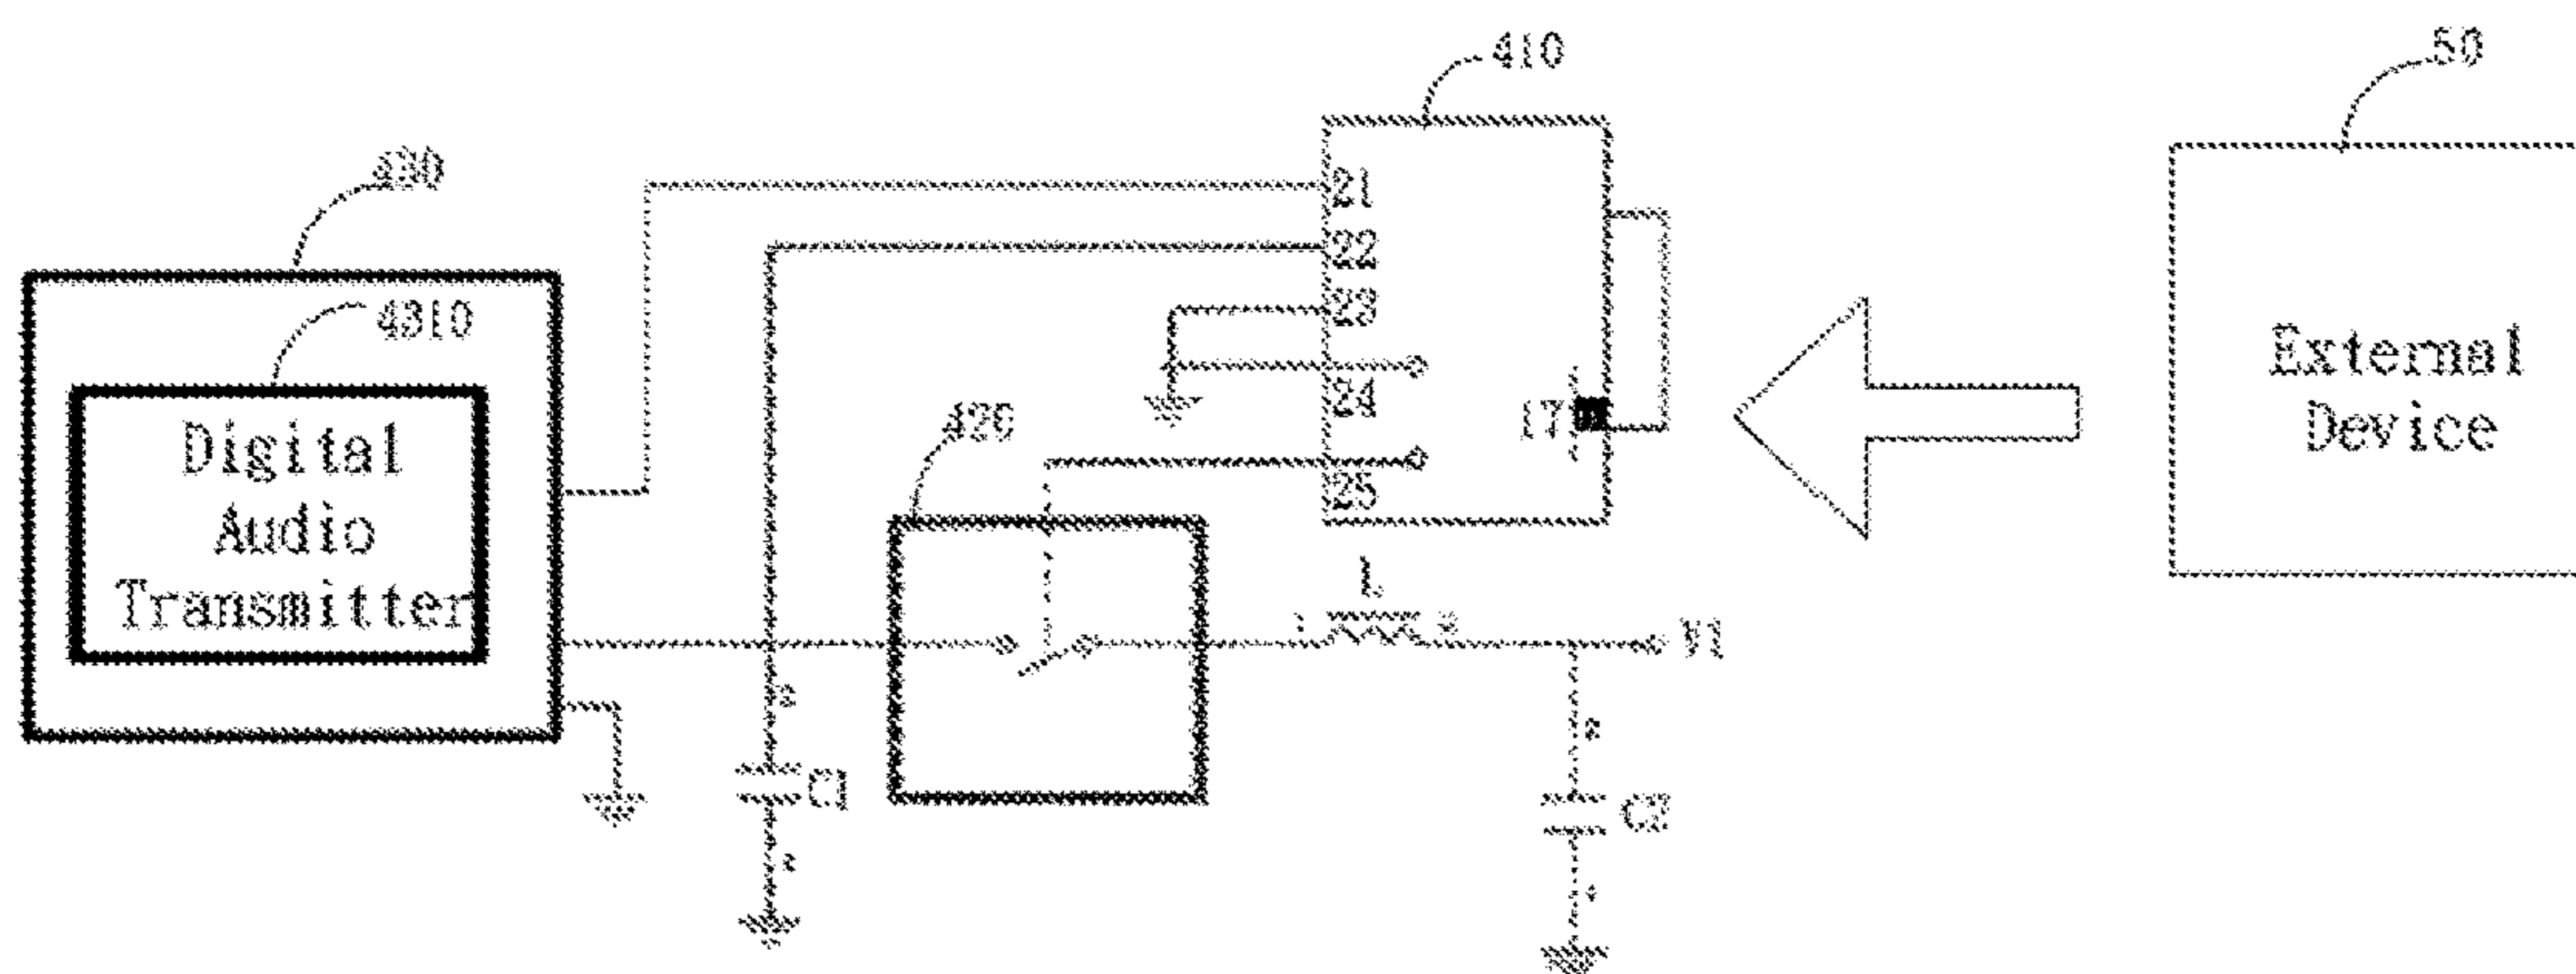 410
50
430
21
4310
22
23
External
Device
24
17
420
Digital
Audio
Transmitter
25
L
V1
C1
C2